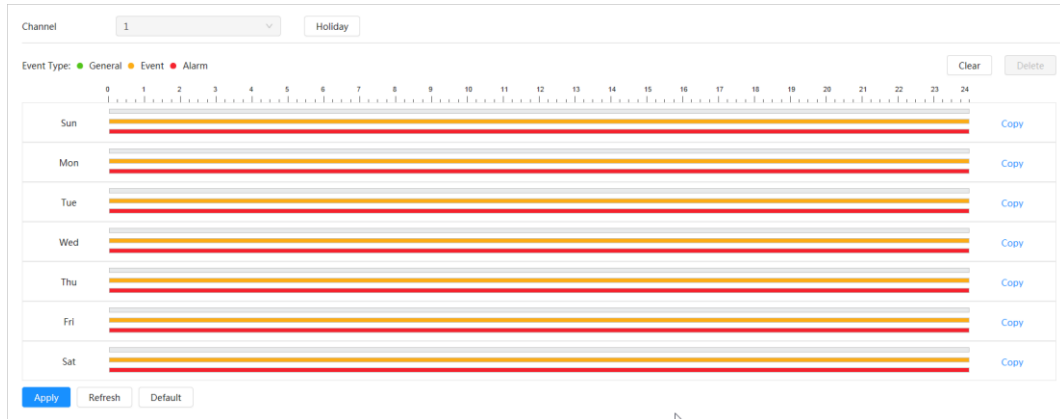 Channel 1 Holiday
Event Type: General Event Alarm Clear Delete
0 1 2 3 4 5 6 7 8 9 10 11 12 13 14 15 16 17 18 19 20 21 22 23 24
Sun Copy
Mon Copy
Tue Copy
Wed Copy
Thu Copy
Fri Copy
Sat Copy
Apply Refresh Default